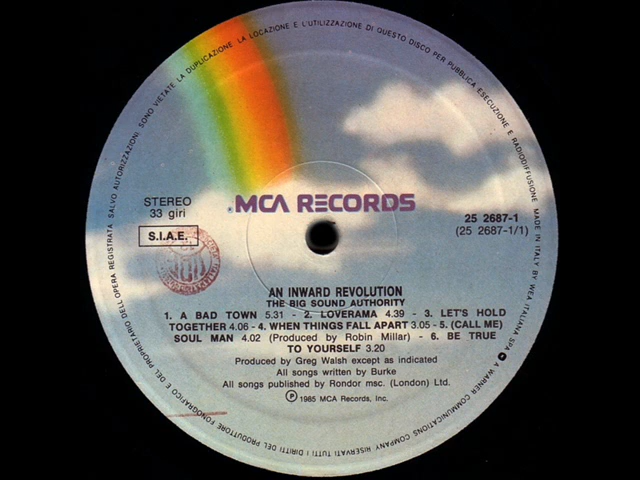 MCA RECORDS
STEREO
33 giri
S.I.A.E.
25 2687-1
(25 2687-1/1)
AN INWARD REVOLUTION
THE BIG SOUND AUTHORITY
1. A BAD TOWN 5.31 - 2. LOVERAMA 4.39 - 3. LET'S HOLD
TOGETHER 4.06 - 4. WHEN THINGS FALL APART 3.05 - 5. (CALL ME)
SOUL MAN 4.02 (Produced by Robin Millar) - 6. BE TRUE
TO YOURSELF 3.20
Produced by Greg Walsh except as indicated
All songs written by Burke
All songs published by Rondor msc. (London) Ltd.
℗ 1985 MCA Records, Inc.
RISERVATI TUTTI I DIRITTI DEL PRODUTTORE FONOGRAFICO E DEL PROPRIETARIO DELL'OPERA REGISTRATA SALVO AUTORIZZAZIONI. SONO VIETATE LA DUPLICAZIONE, LA LOCAZIONE E L'UTILIZZAZIONE DI QUESTO DISCO PER PUBBLICA ESECUZIONE E RADIODIFFUSIONE MADE IN ITALY BY WEA ITALIANA SPA A WARNER COMMUNICATIONS COMPANY